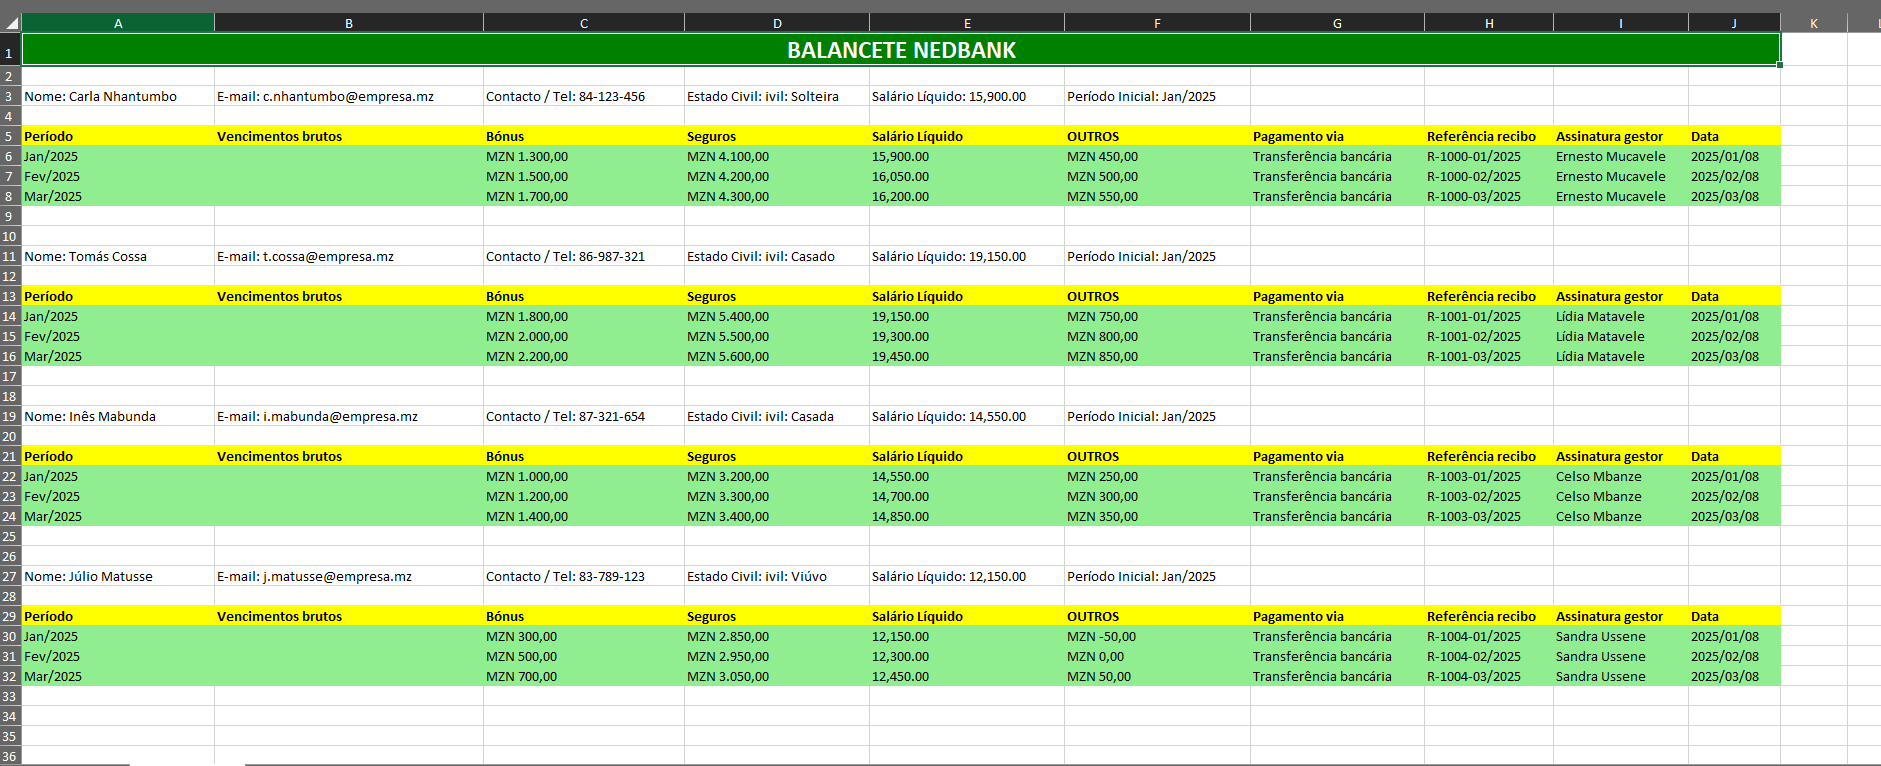 A B C D E F G H I J K L
1 BALANCETE NEDBANK
2
3 Nome: Carla Nhantumbo E-mail: c.nhantumbo@empresa.mz Contacto / Tel: 84-123-456 Estado Civil: ivil: Solteira Salário Líquido: 15,900.00 Período Inicial: Jan/2025
4
5 Período Vencimentos brutos Bónus Seguros Salário Líquido OUTROS Pagamento via Referência recibo Assinatura gestor Data
6 Jan/2025 MZN 1.300,00 MZN 4.100,00 15,900.00 MZN 450,00 Transferência bancária R-1000-01/2025 Ernesto Mucavele 2025/01/08
7 Fev/2025 MZN 1.500,00 MZN 4.200,00 16,050.00 MZN 500,00 Transferência bancária R-1000-02/2025 Ernesto Mucavele 2025/02/08
8 Mar/2025 MZN 1.700,00 MZN 4.300,00 16,200.00 MZN 550,00 Transferência bancária R-1000-03/2025 Ernesto Mucavele 2025/03/08
9
10
11 Nome: Tomás Cossa E-mail: t.cossa@empresa.mz Contacto / Tel: 86-987-321 Estado Civil: ivil: Casado Salário Líquido: 19,150.00 Período Inicial: Jan/2025
12
13 Período Vencimentos brutos Bónus Seguros Salário Líquido OUTROS Pagamento via Referência recibo Assinatura gestor Data
14 Jan/2025 MZN 1.800,00 MZN 5.400,00 19,150.00 MZN 750,00 Transferência bancária R-1001-01/2025 Lídia Matavele 2025/01/08
15 Fev/2025 MZN 2.000,00 MZN 5.500,00 19,300.00 MZN 800,00 Transferência bancária R-1001-02/2025 Lídia Matavele 2025/02/08
16 Mar/2025 MZN 2.200,00 MZN 5.600,00 19,450.00 MZN 850,00 Transferência bancária R-1001-03/2025 Lídia Matavele 2025/03/08
17
18
19 Nome: Inês Mabunda E-mail: i.mabunda@empresa.mz Contacto / Tel: 87-321-654 Estado Civil: ivil: Casada Salário Líquido: 14,550.00 Período Inicial: Jan/2025
20
21 Período Vencimentos brutos Bónus Seguros Salário Líquido OUTROS Pagamento via Referência recibo Assinatura gestor Data
22 Jan/2025 MZN 1.000,00 MZN 3.200,00 14,550.00 MZN 250,00 Transferência bancária R-1003-01/2025 Celso Mbanze 2025/01/08
23 Fev/2025 MZN 1.200,00 MZN 3.300,00 14,700.00 MZN 300,00 Transferência bancária R-1003-02/2025 Celso Mbanze 2025/02/08
24 Mar/2025 MZN 1.400,00 MZN 3.400,00 14,850.00 MZN 350,00 Transferência bancária R-1003-03/2025 Celso Mbanze 2025/03/08
25
26
27 Nome: Júlio Matusse E-mail: j.matusse@empresa.mz Contacto / Tel: 83-789-123 Estado Civil: ivil: Viúvo Salário Líquido: 12,150.00 Período Inicial: Jan/2025
28
29 Período Vencimentos brutos Bónus Seguros Salário Líquido OUTROS Pagamento via Referência recibo Assinatura gestor Data
30 Jan/2025 MZN 300,00 MZN 2.850,00 12,150.00 MZN -50,00 Transferência bancária R-1004-01/2025 Sandra Ussene 2025/01/08
31 Fev/2025 MZN 500,00 MZN 2.950,00 12,300.00 MZN 0,00 Transferência bancária R-1004-02/2025 Sandra Ussene 2025/02/08
32 Mar/2025 MZN 700,00 MZN 3.050,00 12,450.00 MZN 50,00 Transferência bancária R-1004-03/2025 Sandra Ussene 2025/03/08
33
34
35
36